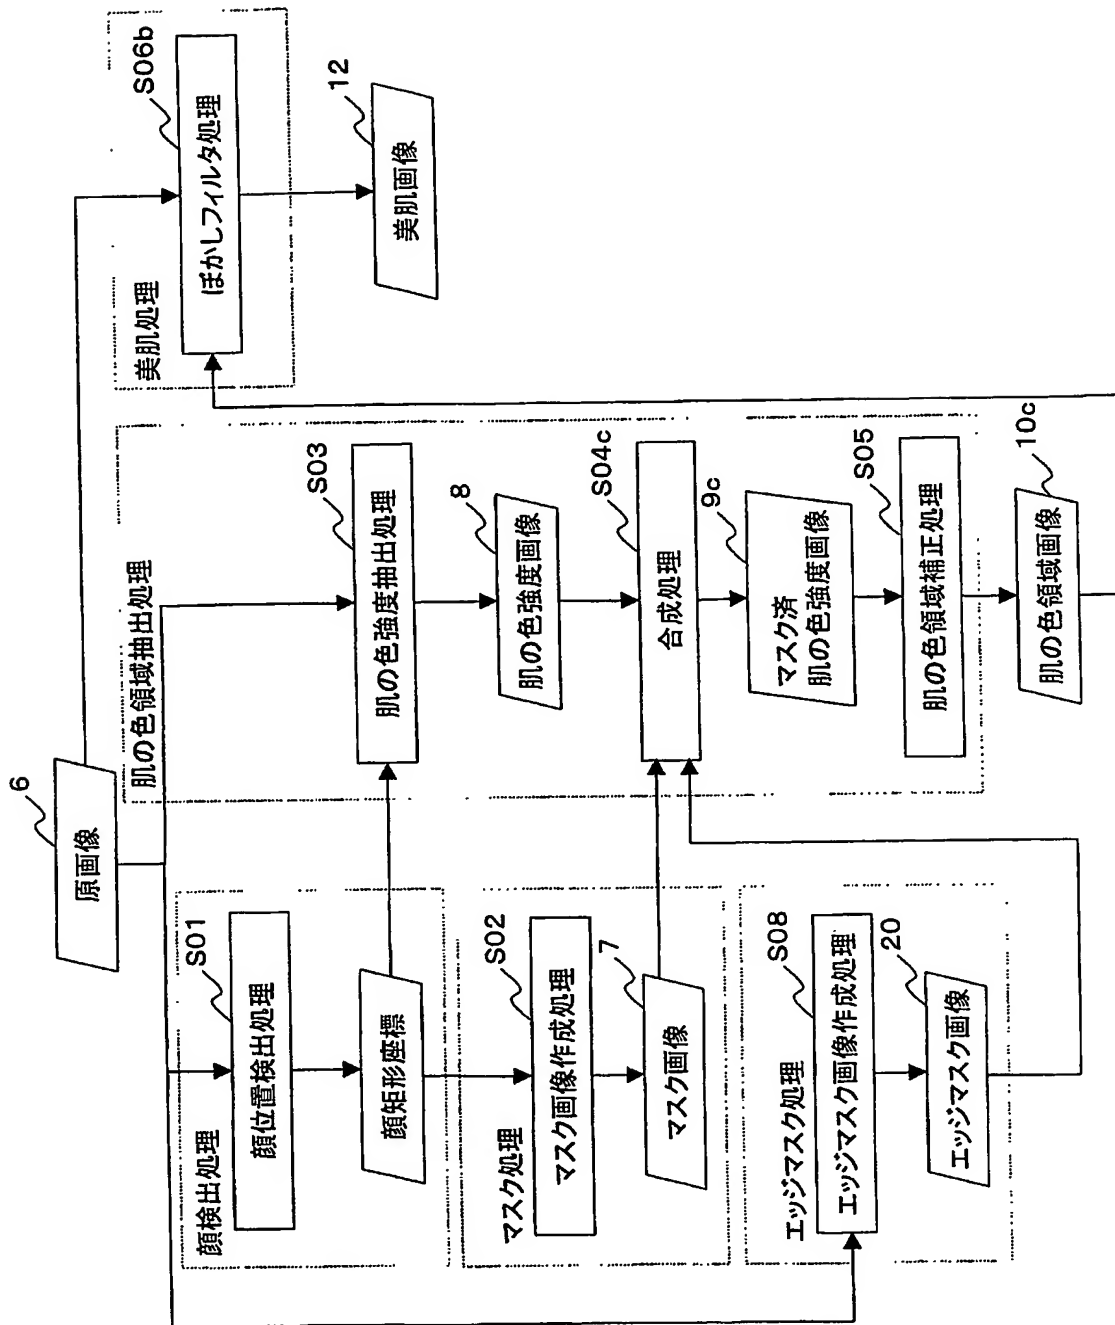 6
原画像
顔検出処理
S01
顔位置検出処理
顔矩形座標
マスク処理
S02
マスク画像作成処理
7
マスク画像
エッジマスク処理
S08
エッジマスク画像作成処理
20
エッジマスク画像
肌の色領域抽出処理
S03
肌の色強度抽出処理
8
肌の色強度画像
S04c
合成処理
9c
マスク済
肌の色強度画像
S05
肌の色領域補正処理
10c
肌の色領域画像
美肌処理
S06b
ぼかしフィルタ処理
12
美肌画像